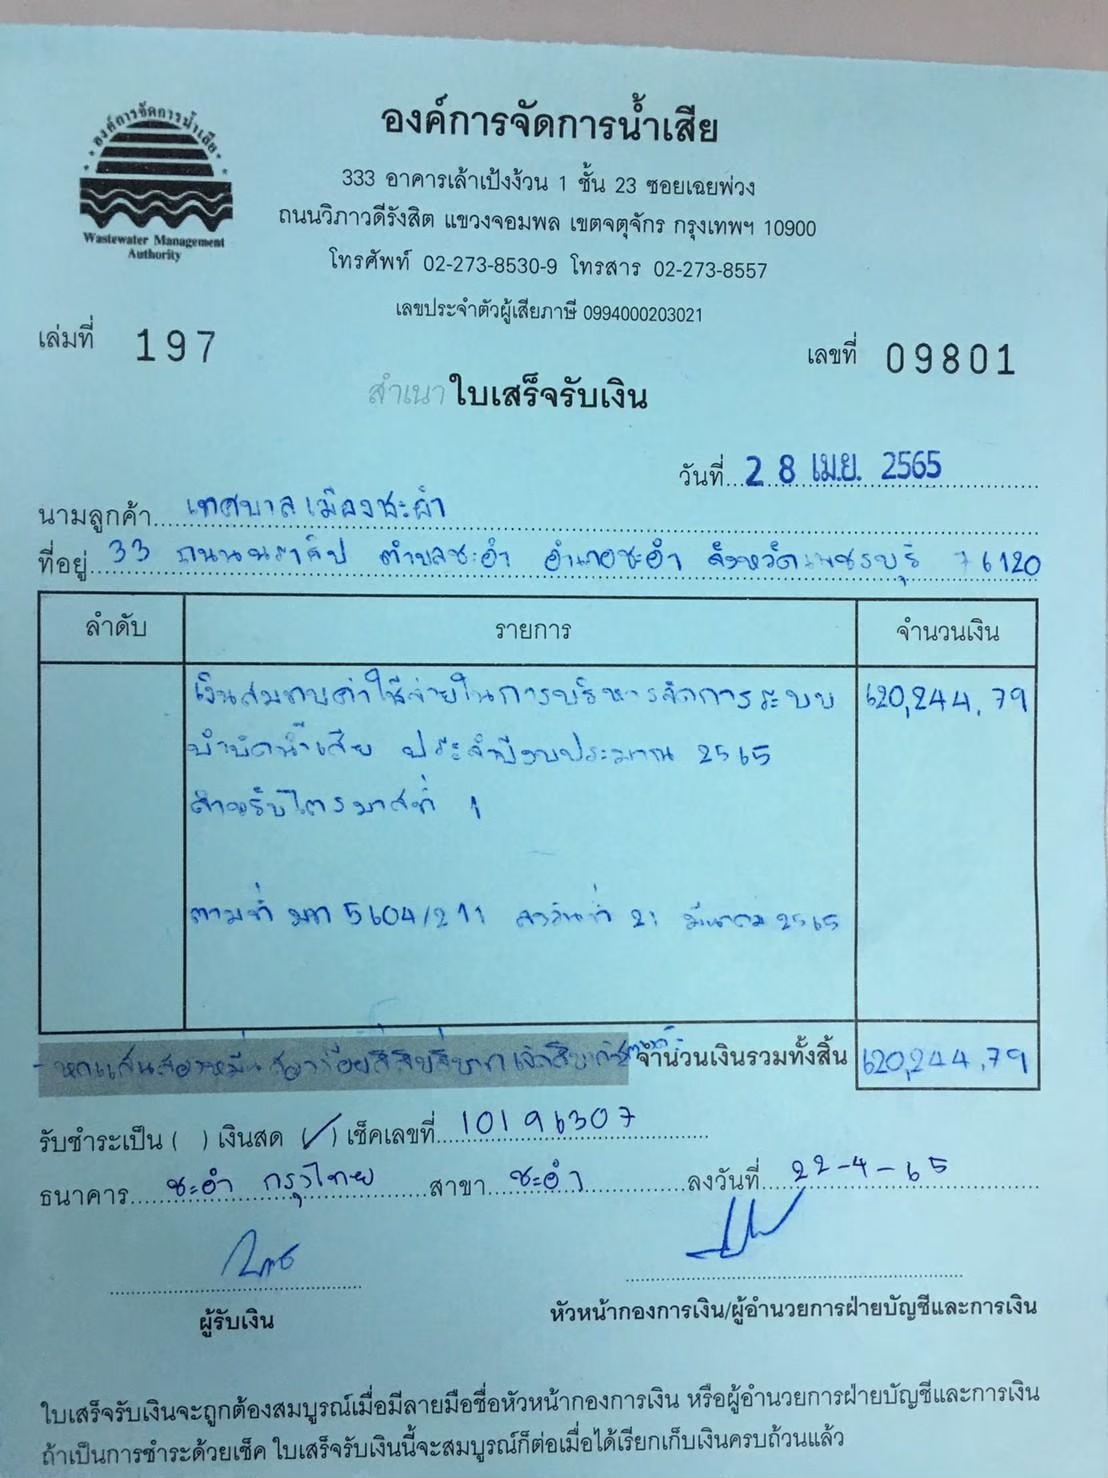 องค์การจัดการน้ำเสีย
องค์การจัดการน้ำเสีย
Wastewater Management
Authority
333 อาคารเล้าเป้งง้วน 1 ชั้น 23 ซอยเฉยพ่วง
ถนนวิภาวดีรังสิต แขวงจอมพล เขตจตุจักร กรุงเทพฯ 10900
โทรศัพท์ 02-273-8530-9 โทรสาร 02-273-8557
เลขประจำตัวผู้เสียภาษี 0994000203021
เล่มที่ 197 เลขที่ 09801
สำเนาใบเสร็จรับเงิน
วันที่ 28 เม.ย. 2565
นามลูกค้า เทศบาลเมืองชะอำ
ที่อยู่ 33 ถนนนราธิป ตำบลชะอำ อำเภอชะอำ จังหวัดเพชรบุรี 76120
ลำดับ รายการ จำนวนเงิน
เงินสมทบค่าใช้จ่ายในการบริหารจัดการระบบ 620,244.79
บำบัดน้ำเสีย ประจำปีงบประมาณ 2565
สำหรับไตรมาสที่ 1
ตามที่ มท 5604/211 ลงวันที่ 21 มีนาคม 2565
- หกแสนสองหมื่นสองร้อยสี่สิบสี่บาทเจ็ดสิบเก้าสตางค์ จำนวนเงินรวมทั้งสิ้น 620,244.79
รับชำระเป็น ( ) เงินสด (✓) เช็คเลขที่ 10196307
ธนาคาร ชะอำ กรุงไทย สาขา ชะอำ ลงวันที่ 22-4-65
ผู้รับเงิน หัวหน้ากองการเงิน/ผู้อำนวยการฝ่ายบัญชีและการเงิน
ใบเสร็จรับเงินจะถูกต้องสมบูรณ์เมื่อมีลายมือชื่อหัวหน้ากองการเงิน หรือผู้อำนวยการฝ่ายบัญชีและการเงิน
ถ้าเป็นการชำระด้วยเช็ค ใบเสร็จรับเงินนี้จะสมบูรณ์ก็ต่อเมื่อได้เรียกเก็บเงินครบถ้วนแล้ว